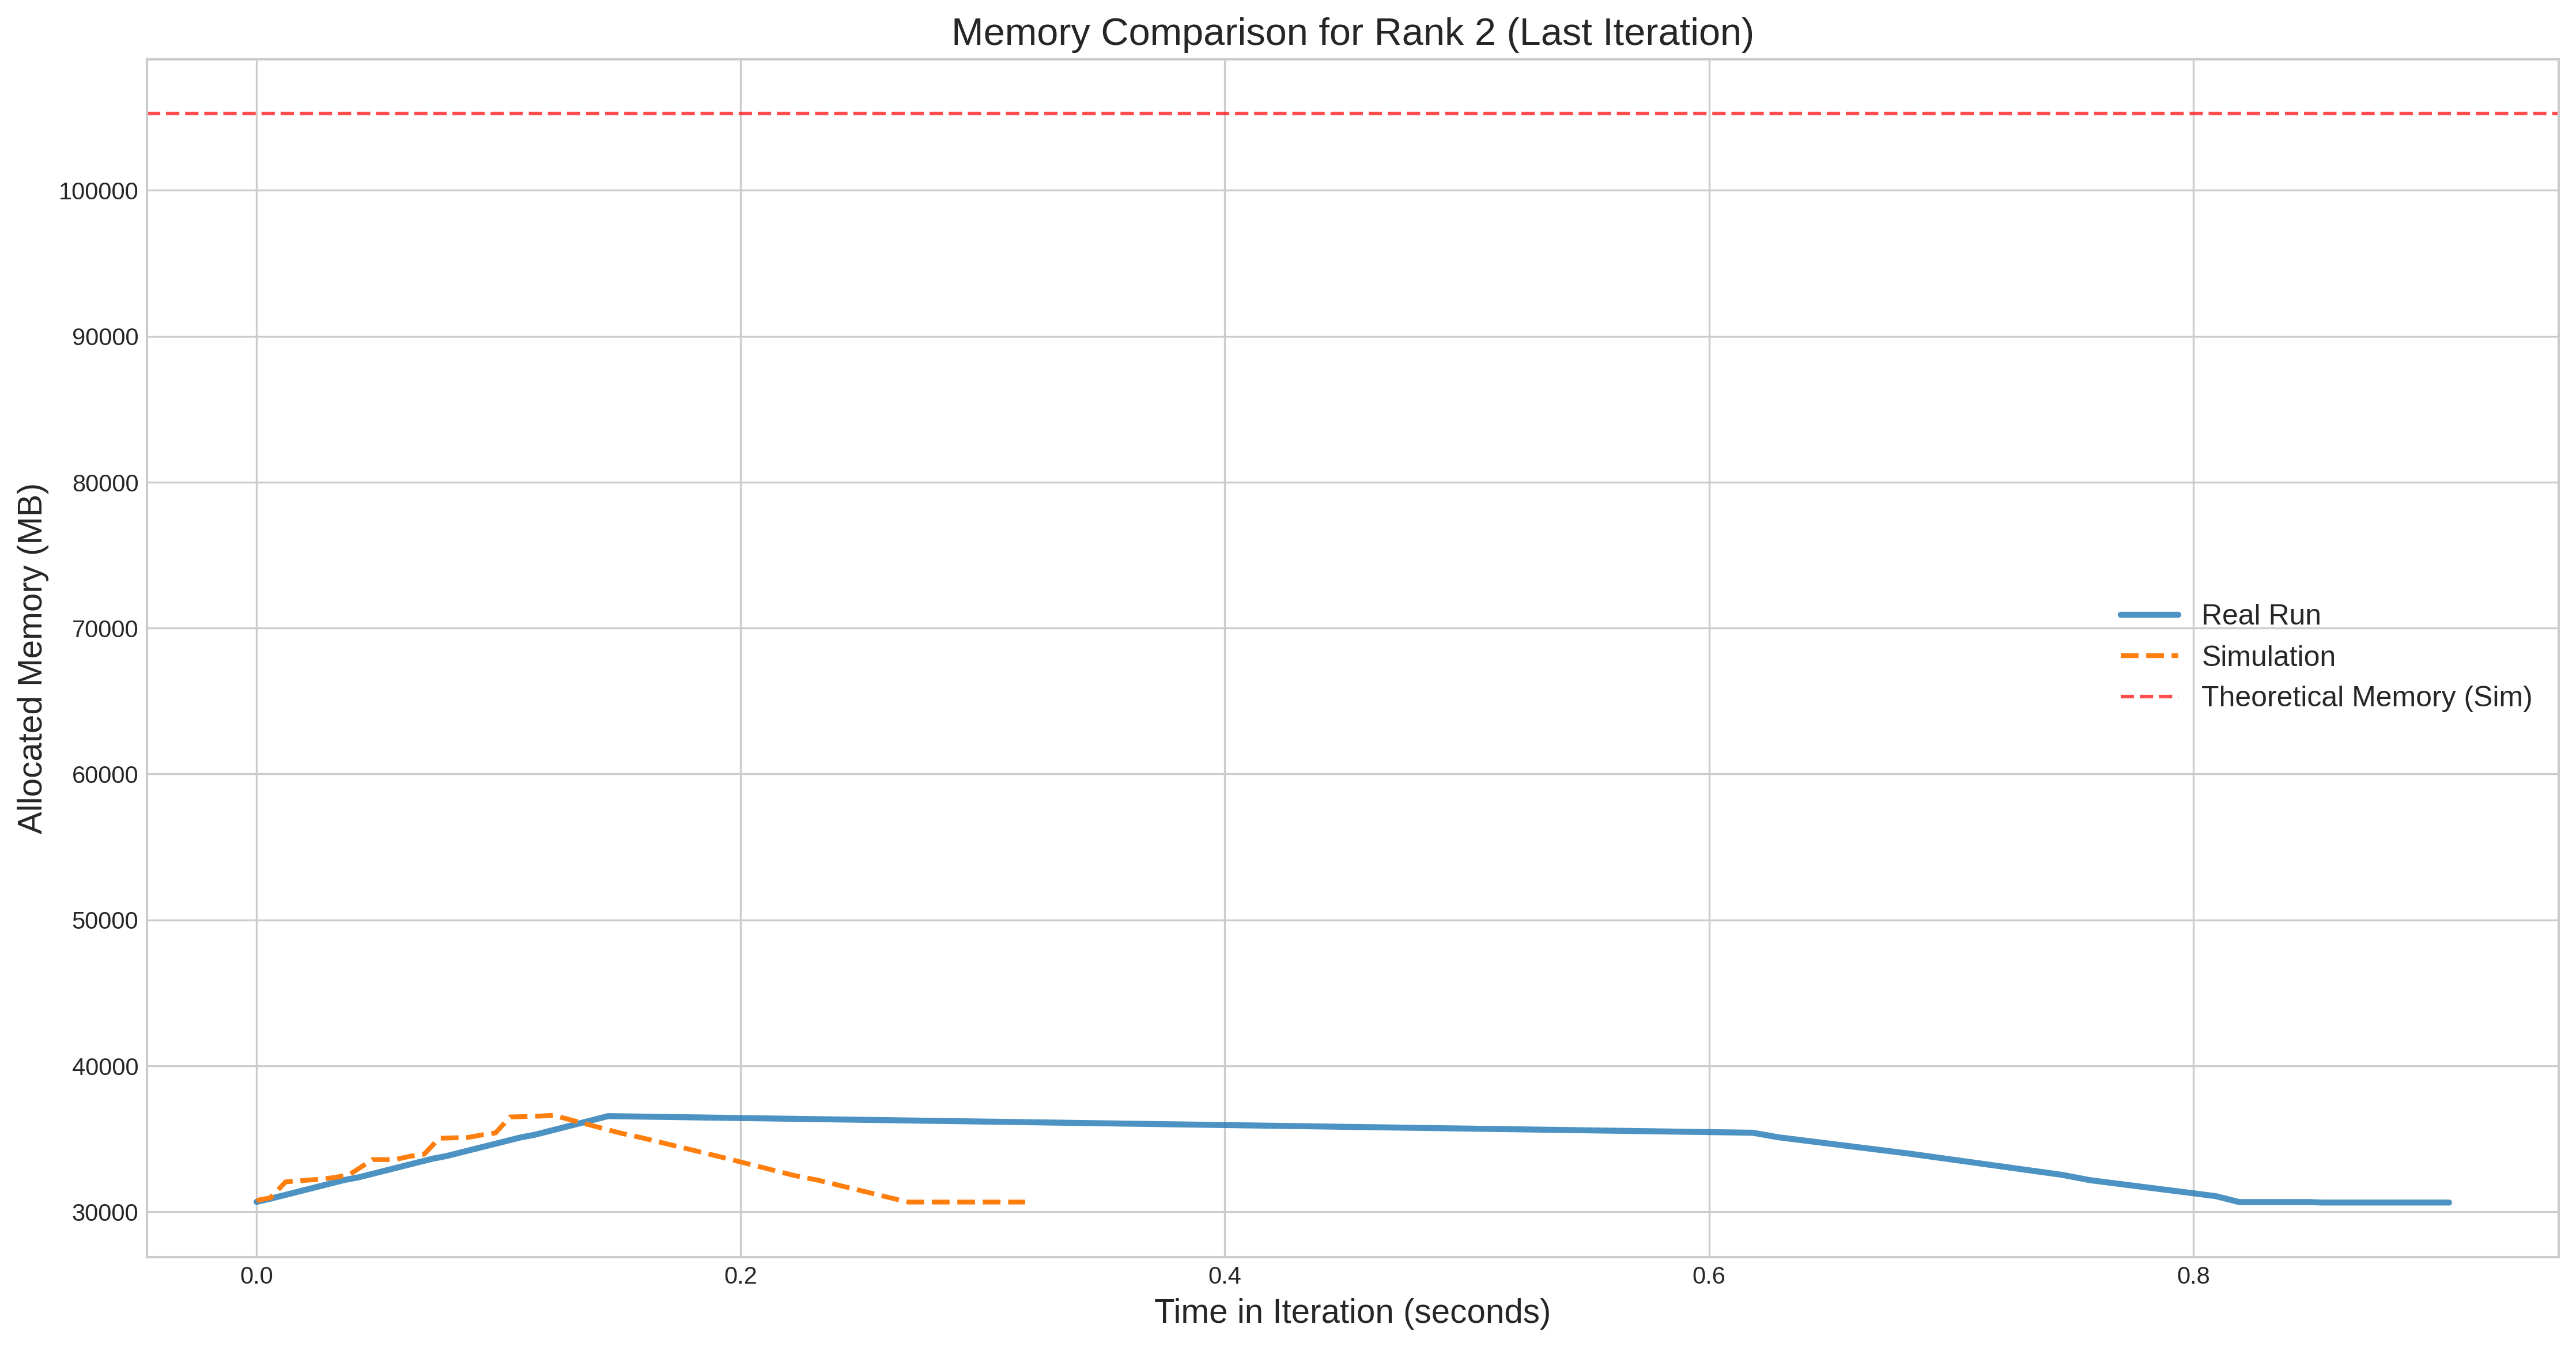 Memory Comparison for Rank 2 (Last Iteration)
Allocated Memory (MB)
100000
90000
80000
70000
60000
50000
40000
30000
Real Run
Simulation
Theoretical Memory (Sim)
0.0
0.2
0.4
0.6
0.8
Time in Iteration (seconds)